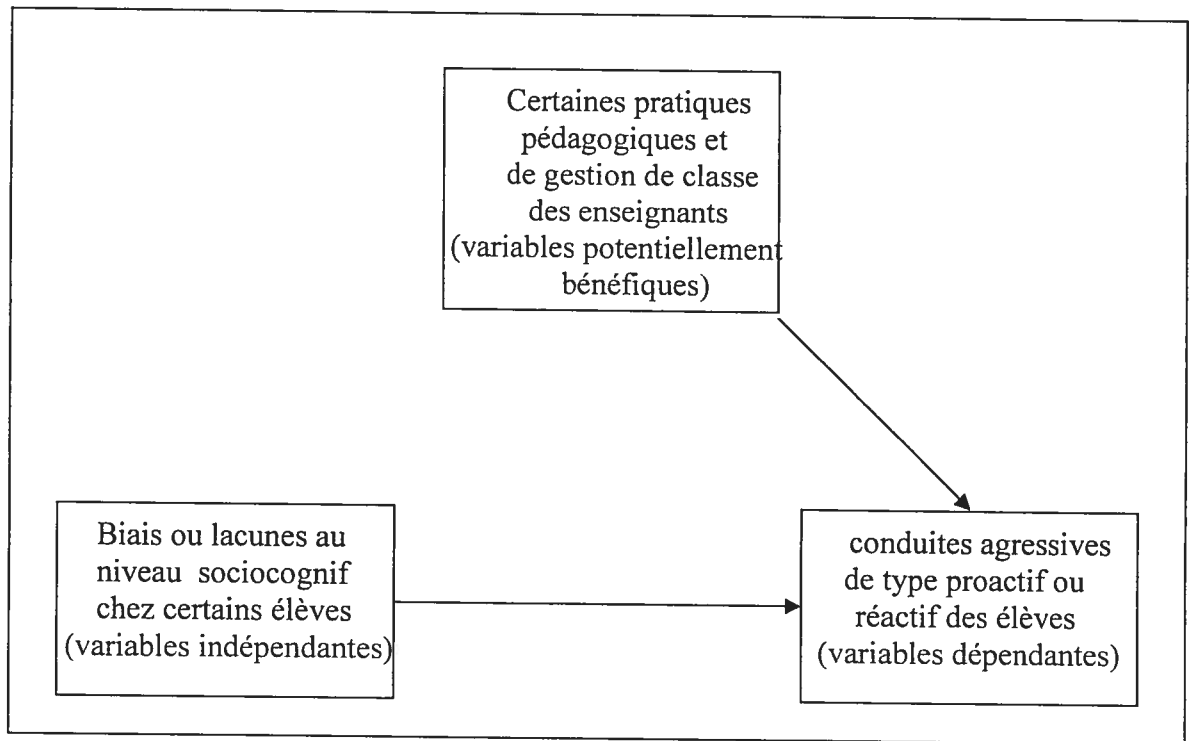 Certaines pratiques
pédagogiques et
de gestion de classe
des enseignants
(variables potentiellement
bénéfiques)
Biais ou lacunes au
niveau sociocognif
chez certains élèves
(variables indépendantes)
conduites agressives
de type proactif ou
réactif des élèves
(variables dépendantes)